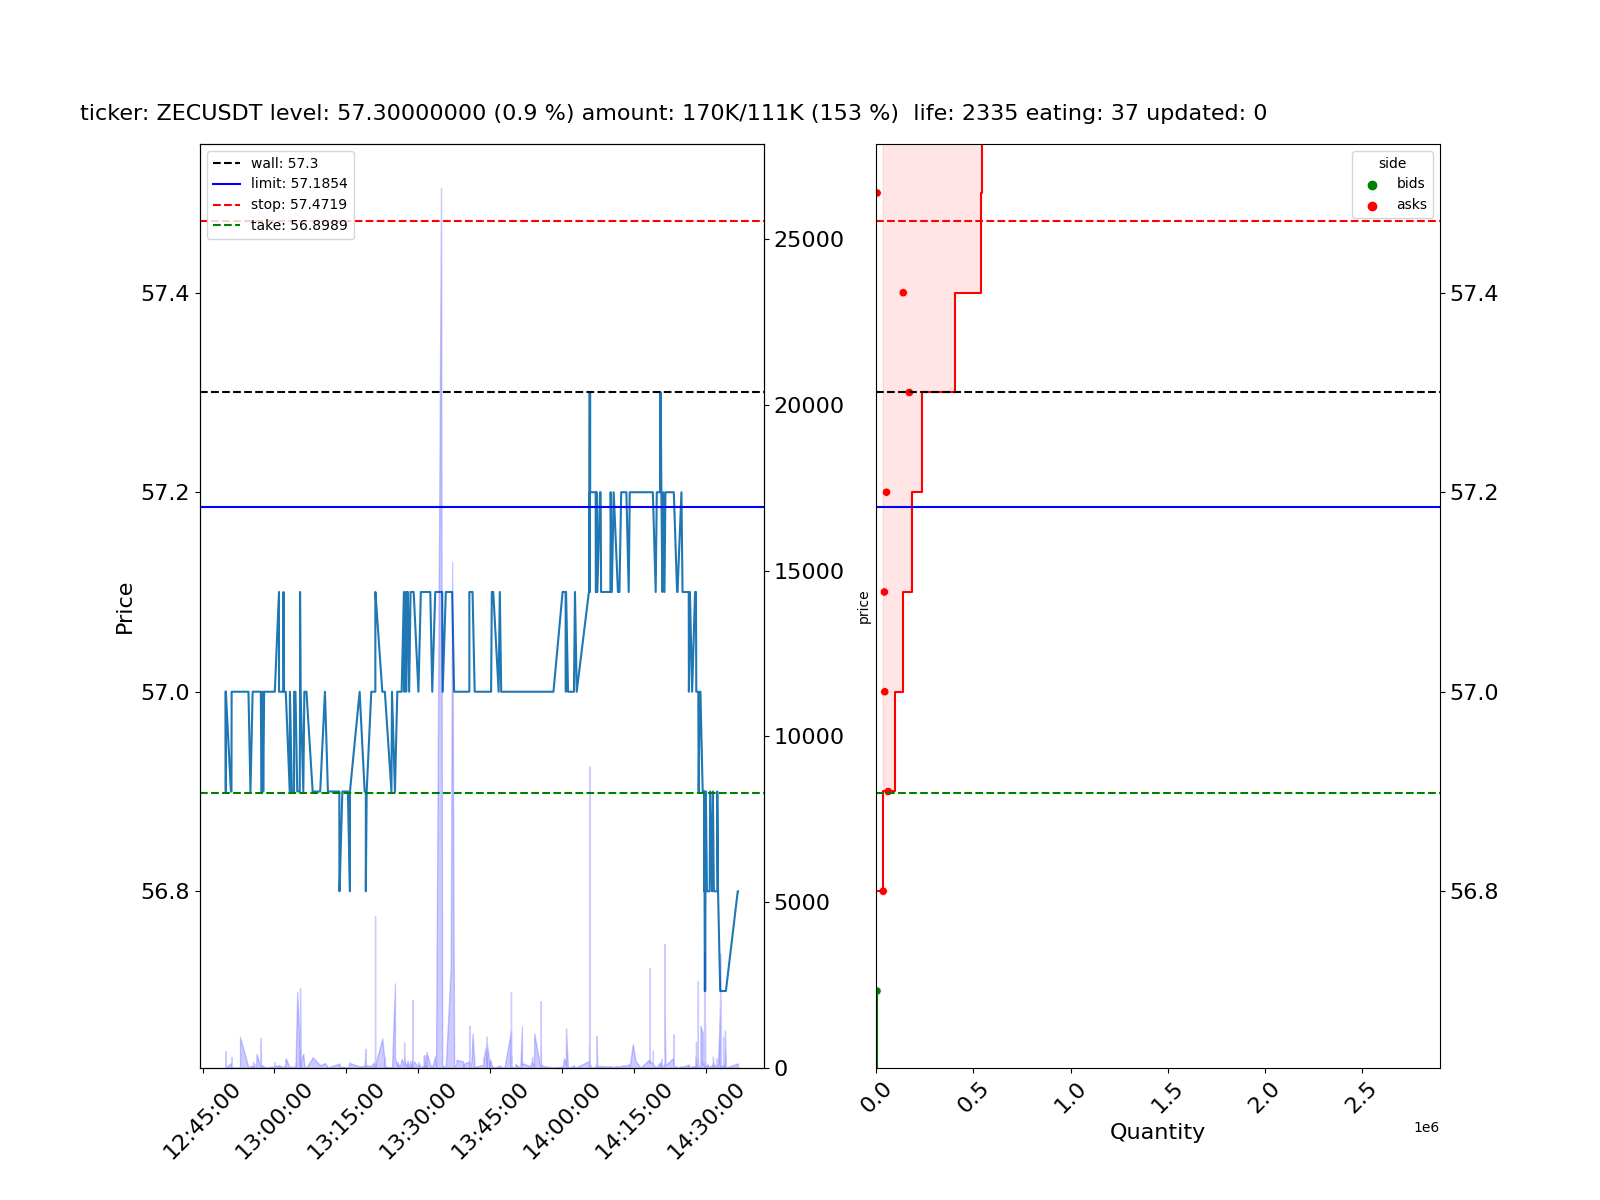 ticker: ZECUSDT level: 57.30000000 (0.9 %) amount: 170K/111K (153 %)  life: 2335 eating: 37 updated: 0
wall: 57.3
limit: 57.1854
stop: 57.4719
take: 56.8989
Price
57.4
57.2
57.0
56.8
25000
20000
15000
10000
5000
0
12:45:00
13:00:00
13:15:00
13:30:00
13:45:00
14:00:00
14:15:00
14:30:00
side
bids
asks
price
57.4
57.2
57.0
56.8
0.0
0.5
1.0
1.5
2.0
2.5
1e6
Quantity